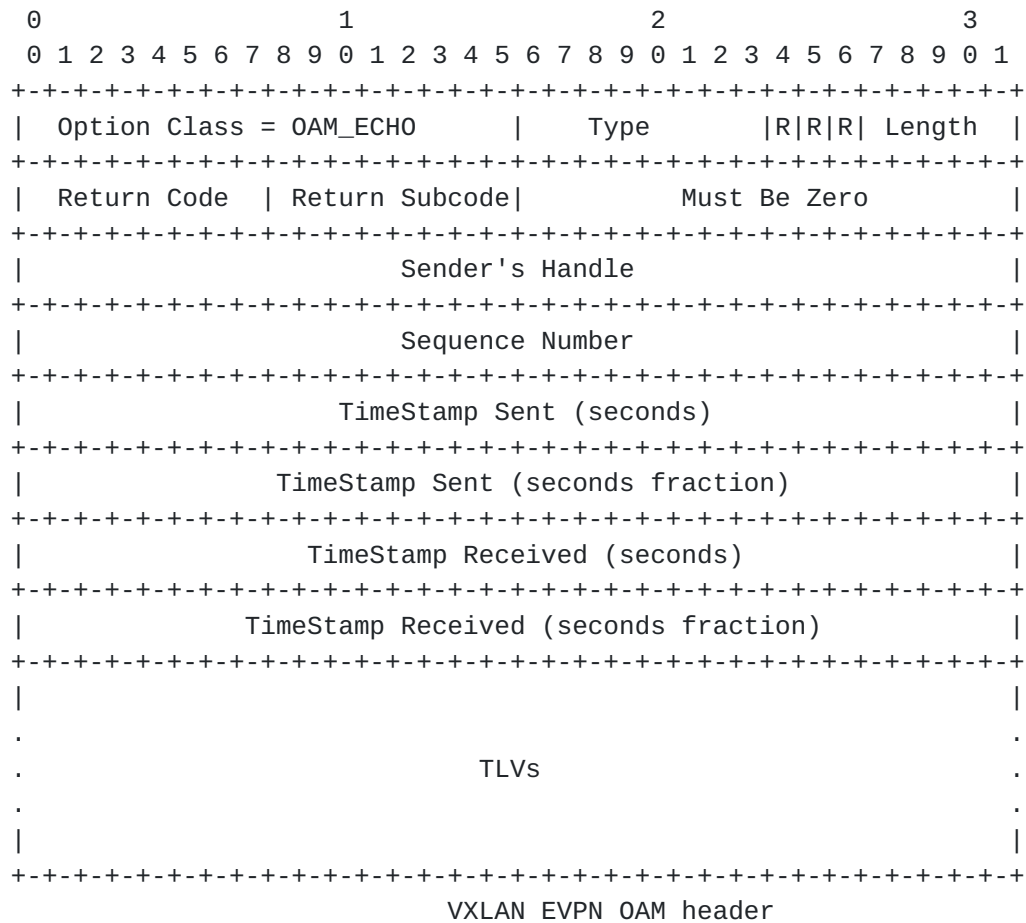 0                   1                   2                   3
 0 1 2 3 4 5 6 7 8 9 0 1 2 3 4 5 6 7 8 9 0 1 2 3 4 5 6 7 8 9 0 1
+-+-+-+-+-+-+-+-+-+-+-+-+-+-+-+-+-+-+-+-+-+-+-+-+-+-+-+-+-+-+-+-+
|  Option Class = OAM_ECHO      |    Type       |R|R|R| Length  |
+-+-+-+-+-+-+-+-+-+-+-+-+-+-+-+-+-+-+-+-+-+-+-+-+-+-+-+-+-+-+-+-+
|  Return Code  | Return Subcode|          Must Be Zero         |
+-+-+-+-+-+-+-+-+-+-+-+-+-+-+-+-+-+-+-+-+-+-+-+-+-+-+-+-+-+-+-+-+
|                        Sender's Handle                        |
+-+-+-+-+-+-+-+-+-+-+-+-+-+-+-+-+-+-+-+-+-+-+-+-+-+-+-+-+-+-+-+-+
|                        Sequence Number                        |
+-+-+-+-+-+-+-+-+-+-+-+-+-+-+-+-+-+-+-+-+-+-+-+-+-+-+-+-+-+-+-+-+
|                    TimeStamp Sent (seconds)                   |
+-+-+-+-+-+-+-+-+-+-+-+-+-+-+-+-+-+-+-+-+-+-+-+-+-+-+-+-+-+-+-+-+
|                TimeStamp Sent (seconds fraction)              |
+-+-+-+-+-+-+-+-+-+-+-+-+-+-+-+-+-+-+-+-+-+-+-+-+-+-+-+-+-+-+-+-+
|                  TimeStamp Received (seconds)                 |
+-+-+-+-+-+-+-+-+-+-+-+-+-+-+-+-+-+-+-+-+-+-+-+-+-+-+-+-+-+-+-+-+
|              TimeStamp Received (seconds fraction)            |
+-+-+-+-+-+-+-+-+-+-+-+-+-+-+-+-+-+-+-+-+-+-+-+-+-+-+-+-+-+-+-+-+
|                                                               |
.                                                               .
.                             TLVs                              .
.                                                               .
|                                                               |
+-+-+-+-+-+-+-+-+-+-+-+-+-+-+-+-+-+-+-+-+-+-+-+-+-+-+-+-+-+-+-+-+
                           VXLAN EVPN OAM header